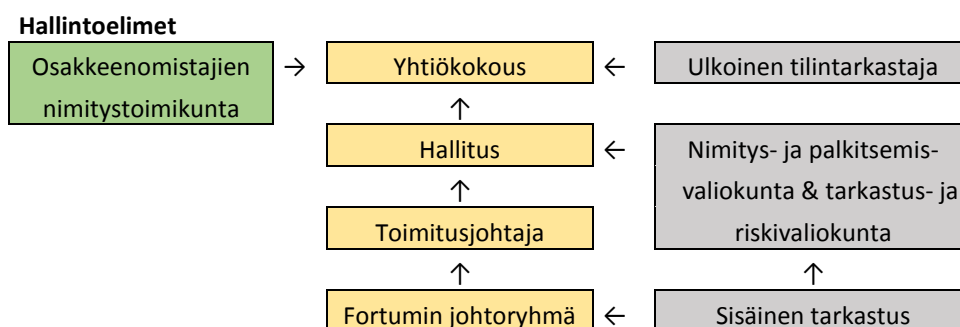 Hallintoelimet
Osakkeenomistajien
nimitystoimikunta
→
Yhtiökokous
←
Ulkoinen tilintarkastaja
↑
Hallitus
←
Nimitys- ja palkitsemis-
valiokunta & tarkastus- ja
riskivaliokunta
↑
Toimitusjohtaja
↑
↑
Fortumin johtoryhmä
←
Sisäinen tarkastus